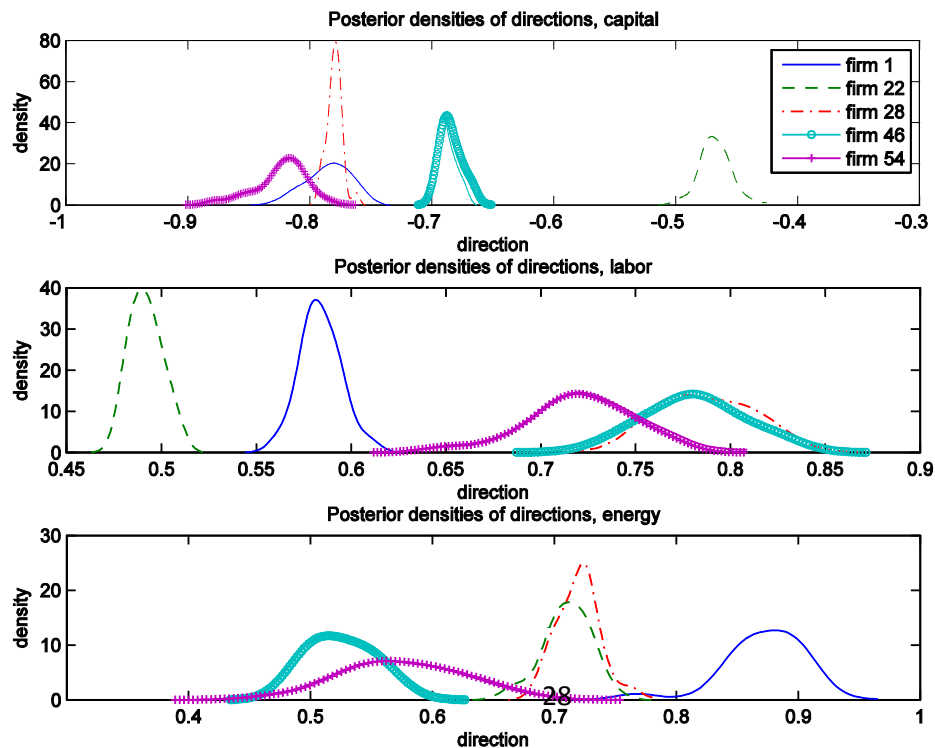 Posterior densities of directions, capital
80
60
40
20
0
density
-1 -0.9 -0.8 -0.7 -0.6 -0.5 -0.4 -0.3
direction
firm 1
firm 22
firm 28
firm 46
firm 54
Posterior densities of directions, labor
40
30
20
10
0
density
0.45 0.5 0.55 0.6 0.65 0.7 0.75 0.8 0.85 0.9
direction
Posterior densities of directions, energy
30
20
10
0
density
28
0.4 0.5 0.6 0.7 0.8 0.9 1
direction